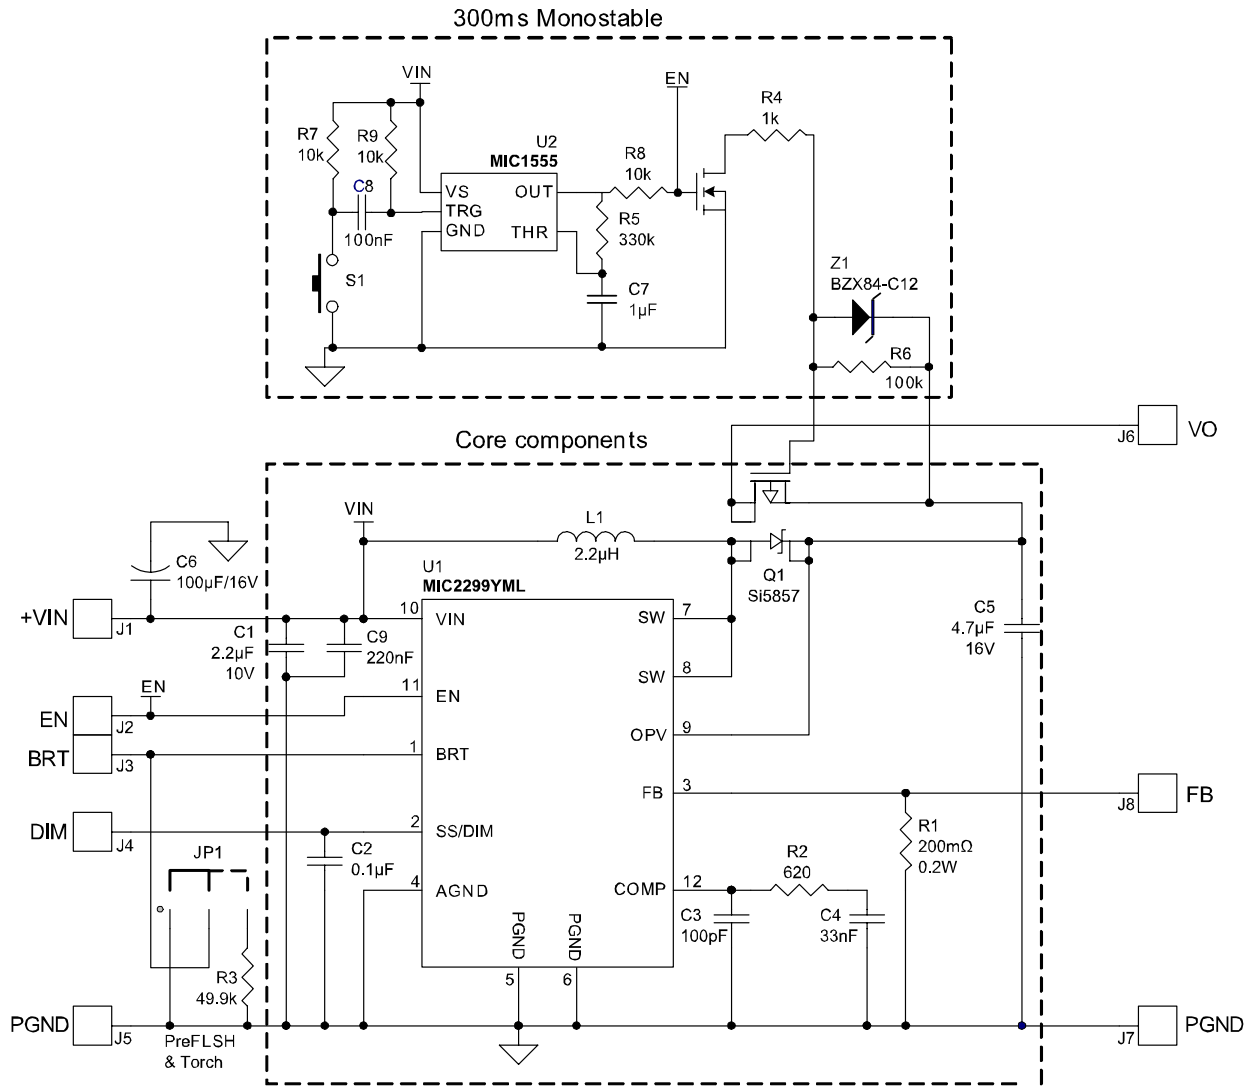 300ms Monostable
VIN
EN
R4
1k
R7
10k
R9
10k
U2
MIC1555
R8
10k
C8
100nF
VS
TRG
GND
OUT
THR
R5
330k
S1
C7
1µF
Z1
BZX84-C12
R6
100k
J6
VO
Core components
VIN
L1
2.2µH
C6
100µF/16V
U1
MIC2299YML
Q1
Si5857
+VIN
J1
10
VIN
SW
7
C5
4.7µF
16V
C1
2.2µF
10V
C9
220nF
SW
8
EN
11
EN
EN
J2
OPV
9
BRT
J3
1
BRT
FB
3
J8
FB
DIM
J4
2
SS/DIM
R1
200mΩ
0.2W
C2
0.1µF
JP1
R2
620
4
AGND
COMP
12
C3
100pF
C4
33nF
PGND
PGND
5
6
R3
49.9k
PGND
J5
PreFLSH
& Torch
J7
PGND